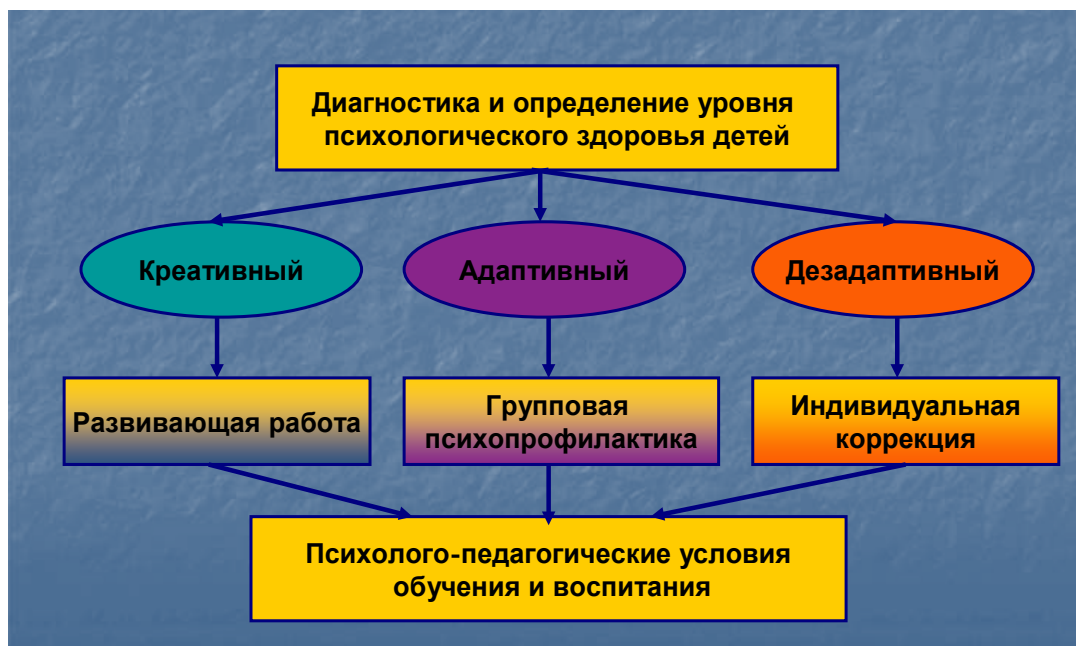 Диагностика и определение уровня
психологического здоровья детей
Креативный
Адаптивный
Дезадаптивный
Развивающая работа
Групповая
психопрофилактика
Индивидуальная
коррекция
Психолого-педагогические условия
обучения и воспитания